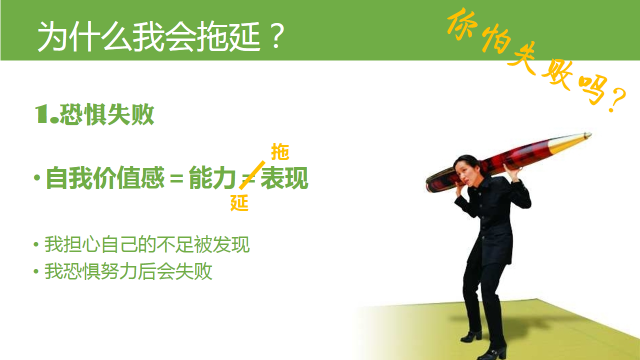 为什么我会拖延？
你怕失败吗?
1.恐惧失败
拖
•自我价值感＝能力＝表现
延
•我担心自己的不足被发现
•我恐惧努力后会失败